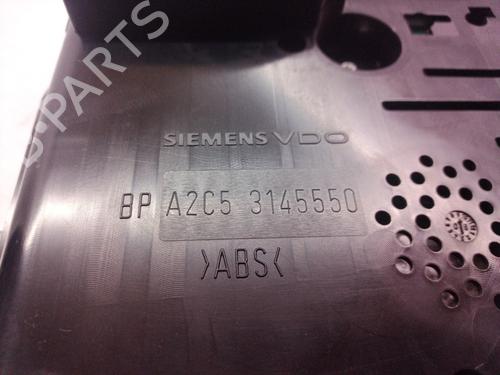 B-PARTS
SIEMENS VDO
BP A2C5 3145550
>ABS<